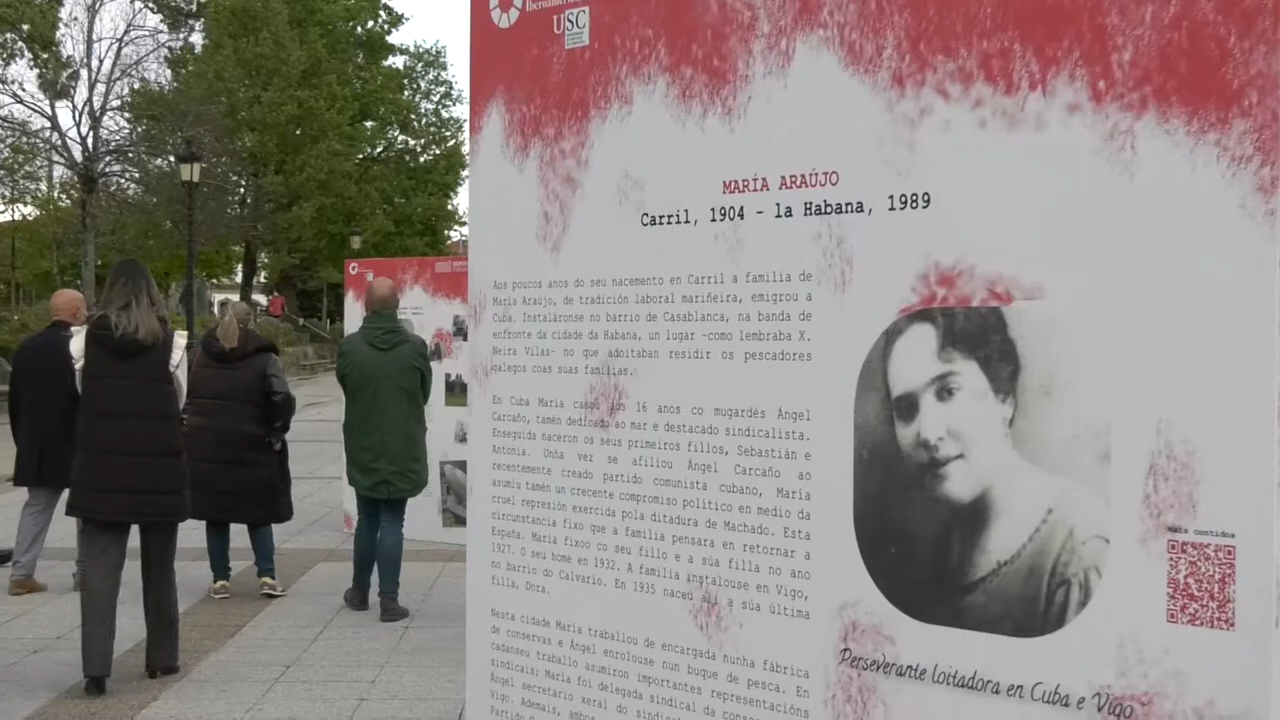 Iberoamerica
USC
MARÍA ARAÚJO
Carril, 1904 - la Habana, 1989
Aos poucos anos do seu nacemento en Carril a familia de
María Araújo, de tradición laboral mariñeira, emigrou a
Cuba. Instaláronse no barrio de Casablanca, na banda de
enfronte da cidade da Habana, un lugar -como lembraba X.
Neira Vilas- no que adoitaban residir os pescadores
galegos coas súas familias.
En Cuba María casou aos 16 anos co mugardés Ángel
Carcaño, tamén dedicado ao mar e destacado sindicalista.
Enseguida naceron os seus primeiros fillos, Sebastián e
Antonia. Unha vez se afiliou Ángel Carcaño ao
recentemente creado partido comunista cubano, María
asumiu tamén un crecente compromiso político en medio da
cruel represión exercida pola ditadura de Machado. Esta
circunstancia fixo que a familia pensara en retornar a
España. María fixoo co seu fillo e a súa filla no ano
1927. O seu home en 1932. A familia instalouse en Vigo,
no barrio do Calvario. En 1935 naceu alí a súa última
filla, Dora.
Nesta cidade María traballou de encargada nunha fábrica
de conservas e Ángel enrolouse nun buque de pesca. En
cadanseu traballo asumiron importantes representacións
sindicais; María foi delegada sindical da
Ángel secretario xeral do
Vigo. Ademais,
Máis contidos
Perseverante loitadora en Cuba e Vigo